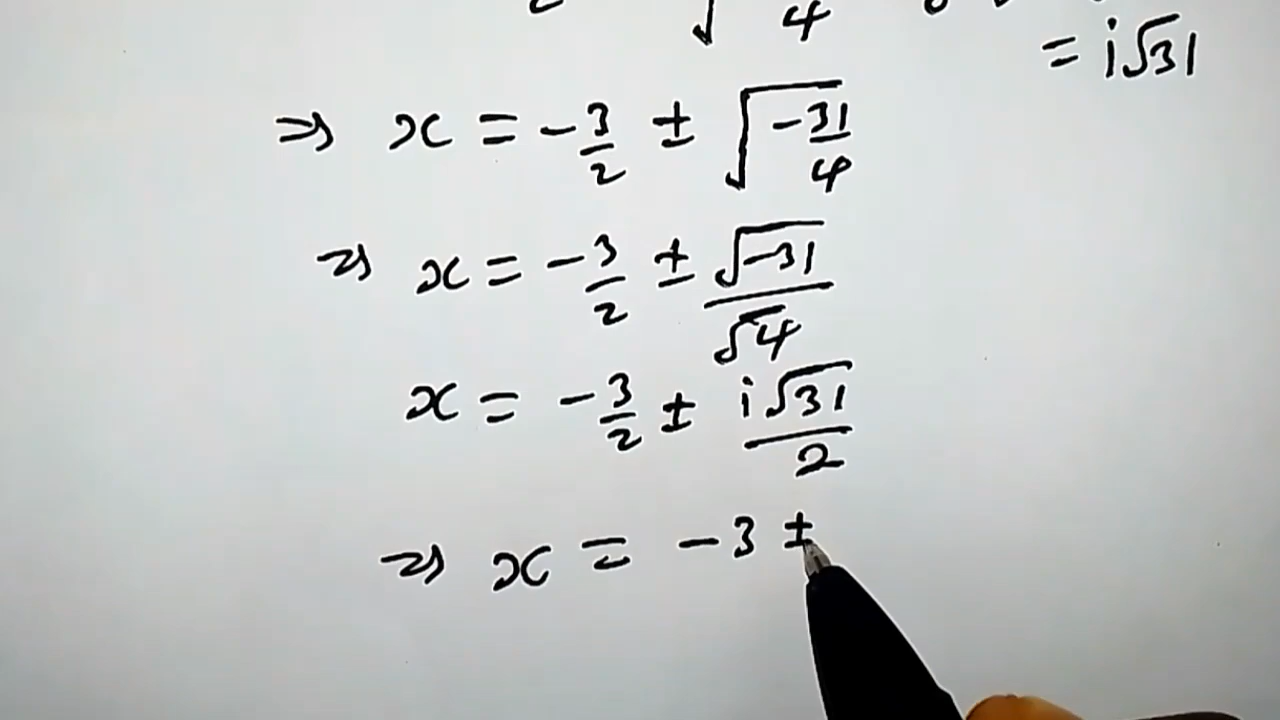 = i√31
⇒ x = -3/2 ± √(-31/4)
⇒ x = -3/2 ± √-31/√4
x = -3/2 ± i√31/2
⇒ x = -3 ±